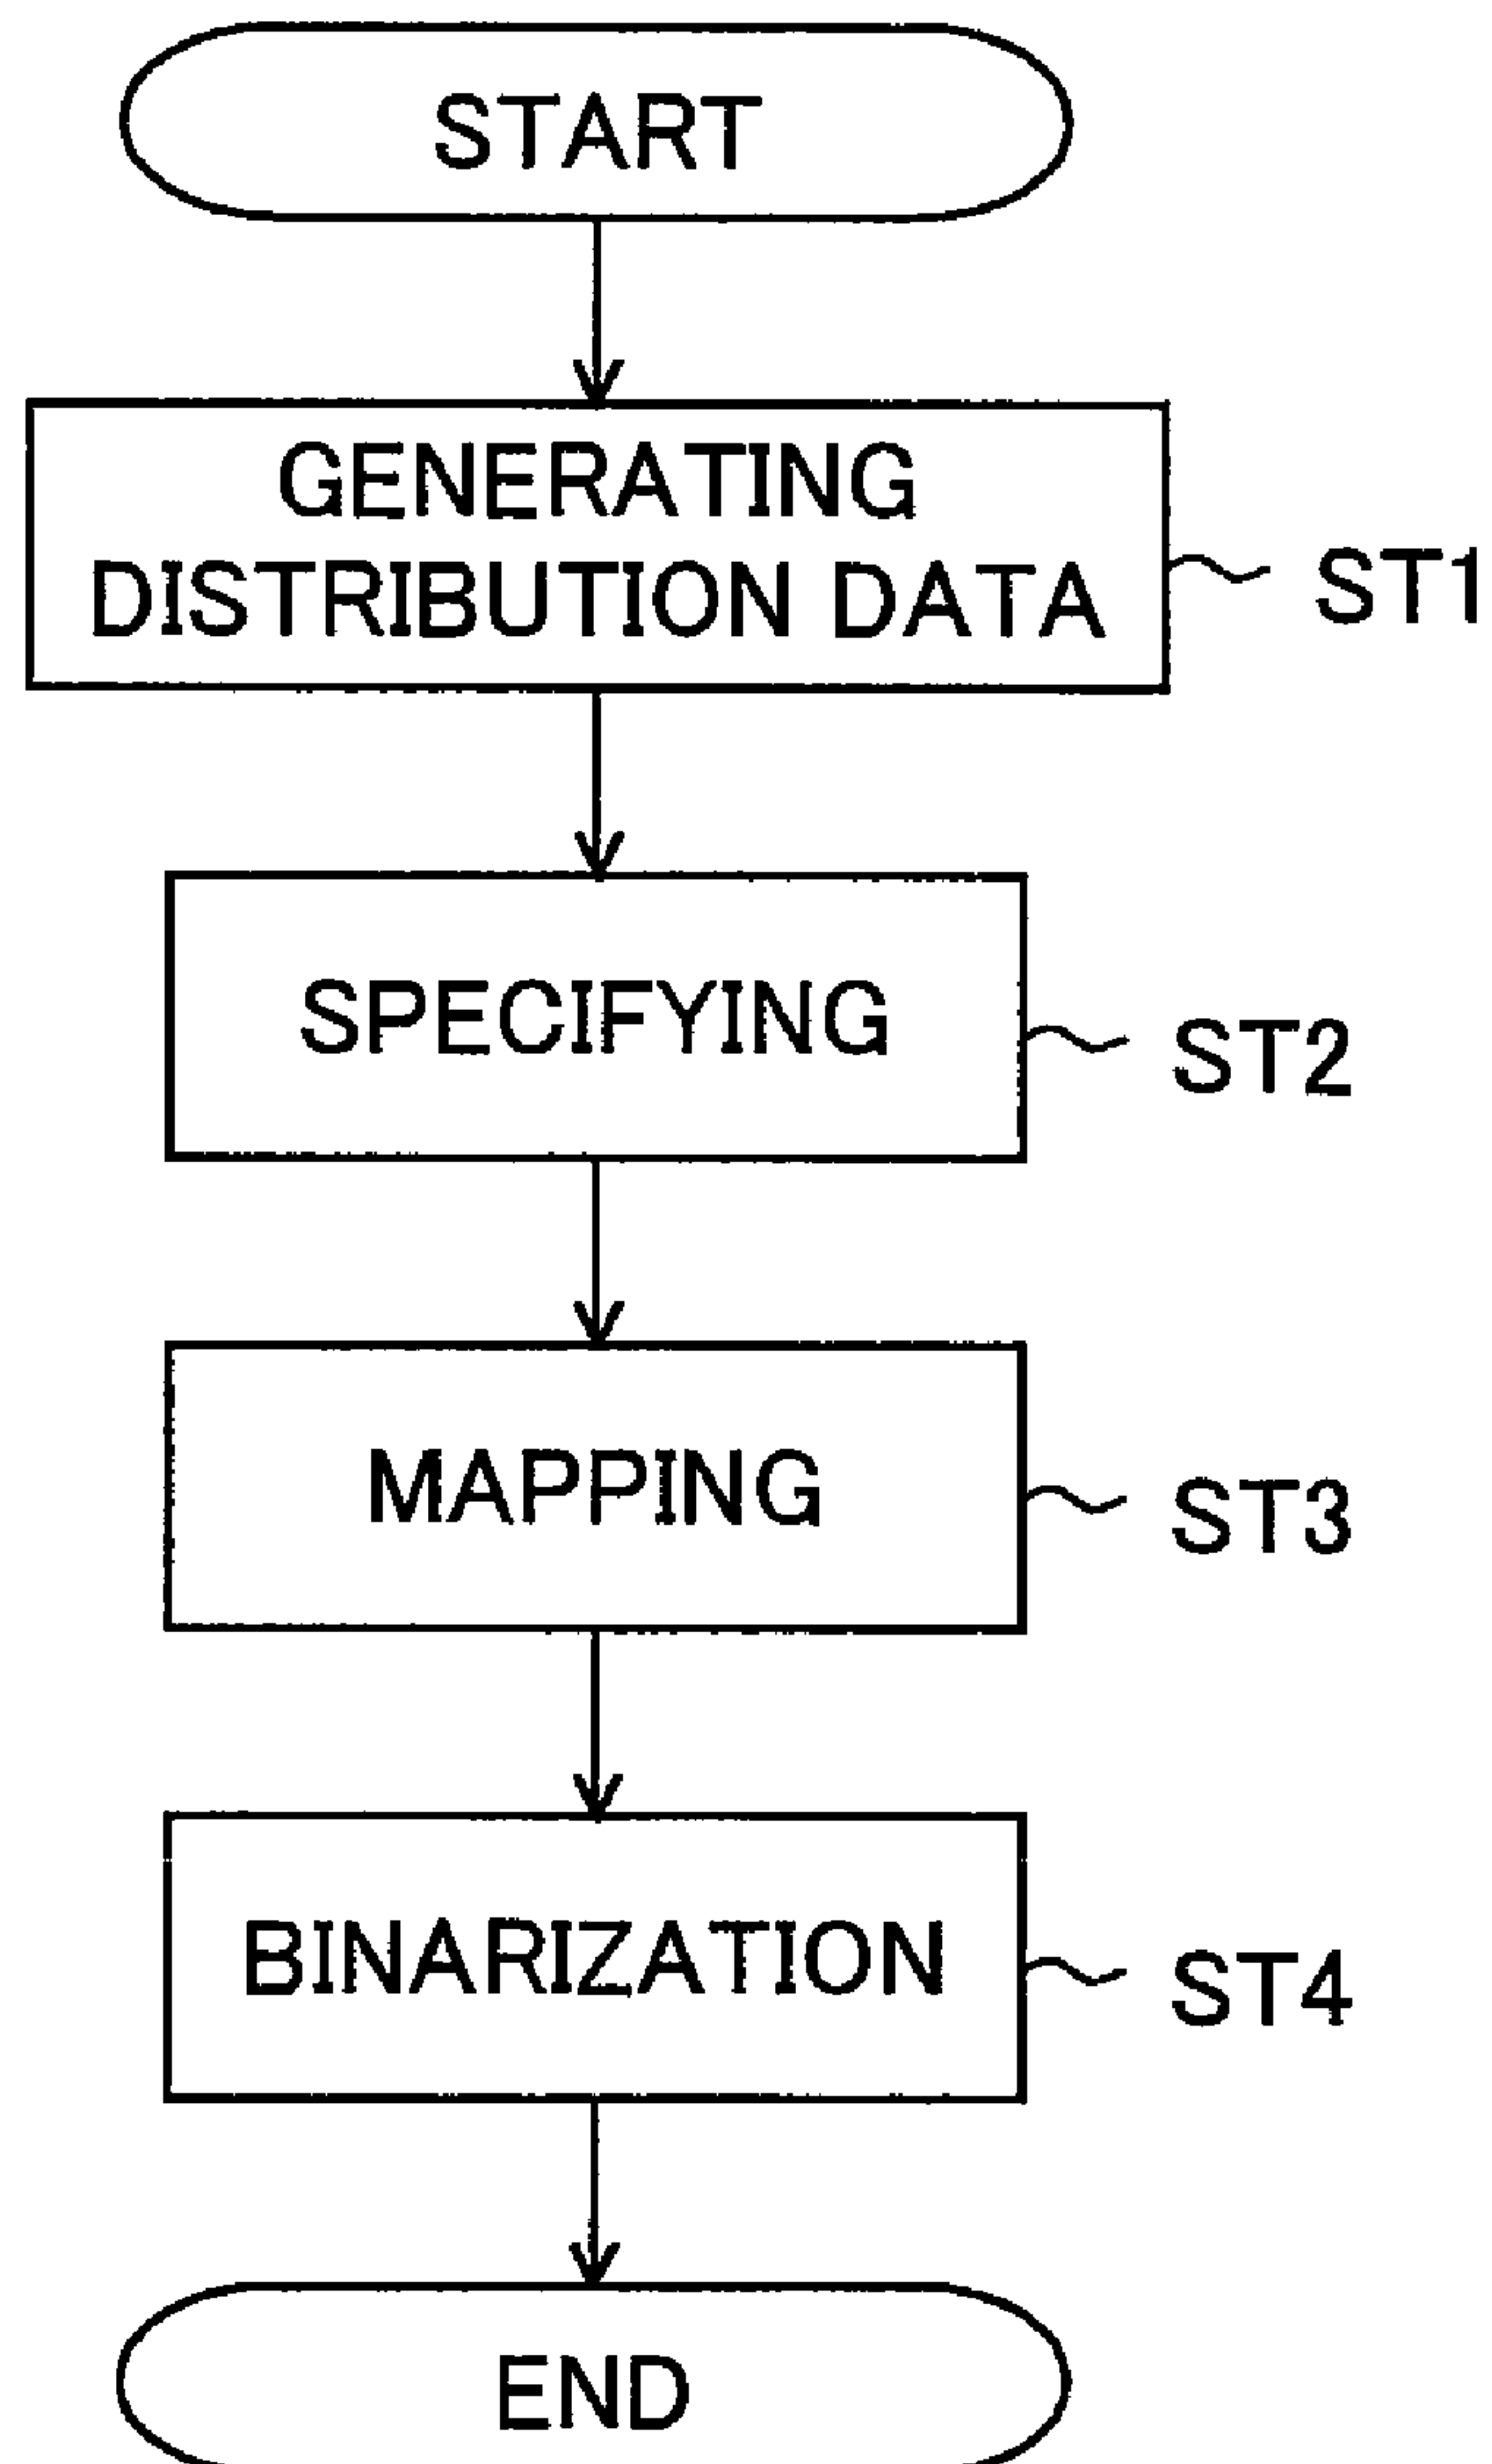 START
GENERATING
DISTRIBUTION DATA
ST1
SPECIFYING
ST2
MAPPING
ST3
BINARIZATION
ST4
END